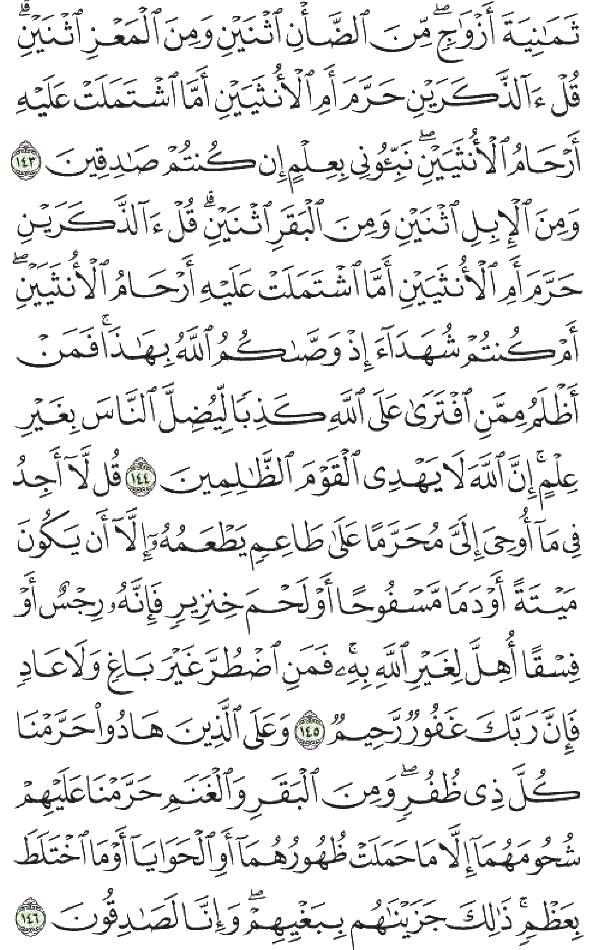 ثَمَٰنِيَةَ أَزۡوَٰجٖۖ مِّنَ ٱلضَّأۡنِ ٱثۡنَيۡنِ وَمِنَ ٱلۡمَعۡزِ ٱثۡنَيۡنِۗ
قُلۡ ءَآلذَّكَرَيۡنِ حَرَّمَ أَمِ ٱلۡأُنثَيَيۡنِ أَمَّا ٱشۡتَمَلَتۡ عَلَيۡهِ
أَرۡحَامُ ٱلۡأُنثَيَيۡنِۖ نَبِّـُٔونِي بِعِلۡمٍ إِن كُنتُمۡ صَٰدِقِينَ ١٤٣
وَمِنَ ٱلۡإِبِلِ ٱثۡنَيۡنِ وَمِنَ ٱلۡبَقَرِ ٱثۡنَيۡنِۗ قُلۡ ءَآلذَّكَرَيۡنِ
حَرَّمَ أَمِ ٱلۡأُنثَيَيۡنِ أَمَّا ٱشۡتَمَلَتۡ عَلَيۡهِ أَرۡحَامُ ٱلۡأُنثَيَيۡنِۖ
أَمۡ كُنتُمۡ شُهَدَآءَ إِذۡ وَصَّىٰكُمُ ٱللَّهُ بِهَٰذَاۚ فَمَنۡ
أَظۡلَمُ مِمَّنِ ٱفۡتَرَىٰ عَلَى ٱللَّهِ كَذِبٗا لِّيُضِلَّ ٱلنَّاسَ بِغَيۡرِ
عِلۡمٍۚ إِنَّ ٱللَّهَ لَا يَهۡدِي ٱلۡقَوۡمَ ٱلظَّٰلِمِينَ ١٤٤ قُل لَّآ أَجِدُ
فِي مَآ أُوحِيَ إِلَيَّ مُحَرَّمًا عَلَىٰ طَاعِمٖ يَطۡعَمُهُۥٓ إِلَّآ أَن يَكُونَ
مَيۡتَةً أَوۡ دَمٗا مَّسۡفُوحًا أَوۡ لَحۡمَ خِنزِيرٖ فَإِنَّهُۥ رِجۡسٌ أَوۡ
فِسۡقًا أُهِلَّ لِغَيۡرِ ٱللَّهِ بِهِۦۚ فَمَنِ ٱضۡطُرَّ غَيۡرَ بَاغٖ وَلَا عَادٖ
فَإِنَّ رَبَّكَ غَفُورٞ رَّحِيمٞ ١٤٥ وَعَلَى ٱلَّذِينَ هَادُواْ حَرَّمۡنَا
كُلَّ ذِي ظُفُرٖۖ وَمِنَ ٱلۡبَقَرِ وَٱلۡغَنَمِ حَرَّمۡنَا عَلَيۡهِمۡ
شُحُومَهُمَآ إِلَّا مَا حَمَلَتۡ ظُهُورُهُمَآ أَوِ ٱلۡحَوَايَآ أَوۡ مَا ٱخۡتَلَطَ
بِعَظۡمٖۚ ذَٰلِكَ جَزَيۡنَٰهُم بِبَغۡيِهِمۡۖ وَإِنَّا لَصَٰدِقُونَ ١٤٦